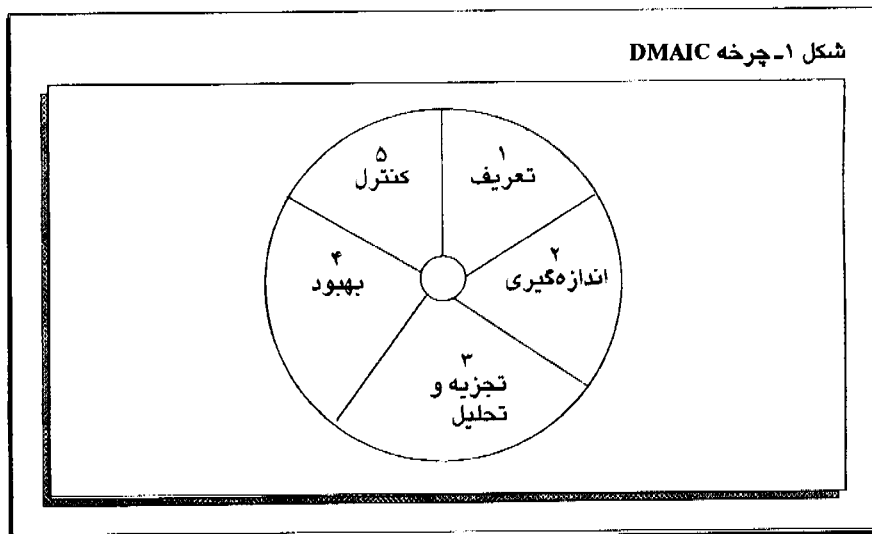 شکل ۱ـ چرخه DMAIC
۱
تعریف
۲
اندازه‌گیری
۳
تجزیه و
تحلیل
۴
بهبود
۵
کنترل